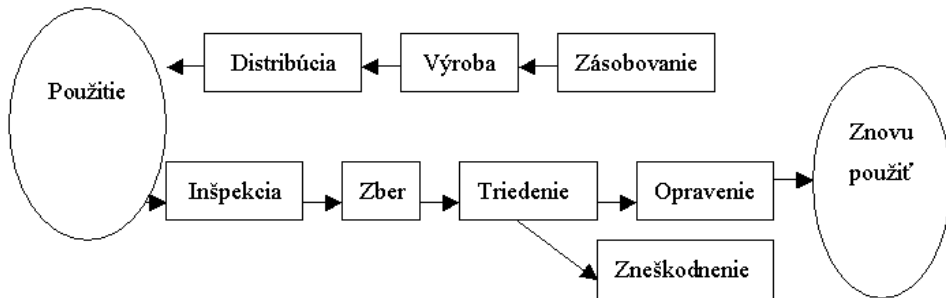 Distribúcia
Výroba
Zásobovanie
Použitie
Znovu
použiť
Inšpekcia
Zber
Triedenie
Opravenie
Zneškodnenie